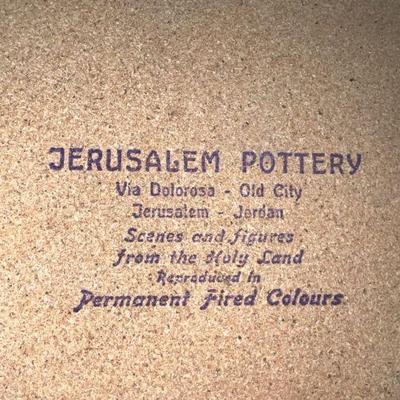 JERUSALEM POTTERY
Via Dolorosa - Old City
Jerusalem - Jordan
Scenes and figures
from the Holy Land
Reproduced in
Permanent Fired Colours